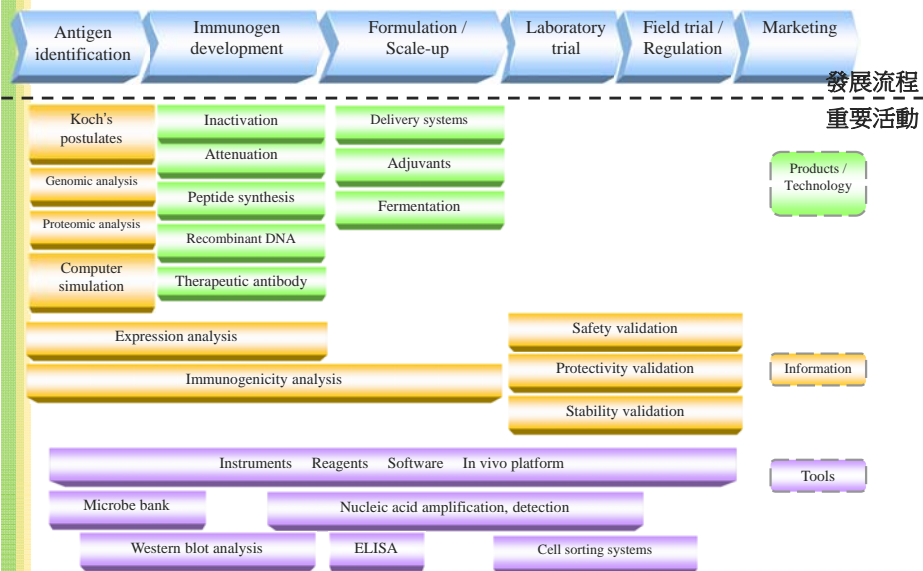 Antigen
identification
Immunogen
development
Formulation /
Scale-up
Laboratory
trial
Field trial /
Regulation
Marketing
發展流程
重要活動
Koch's
postulates
Genomic analysis
Proteomic analysis
Computer
simulation
Inactivation
Attenuation
Peptide synthesis
Recombinant DNA
Therapeutic antibody
Delivery systems
Adjuvants
Fermentation
Products /
Technology
Expression analysis
Immunogenicity analysis
Safety validation
Protectivity validation
Stability validation
Information
Instruments Reagents Software In vivo platform
Tools
Microbe bank
Nucleic acid amplification, detection
Western blot analysis
ELISA
Cell sorting systems